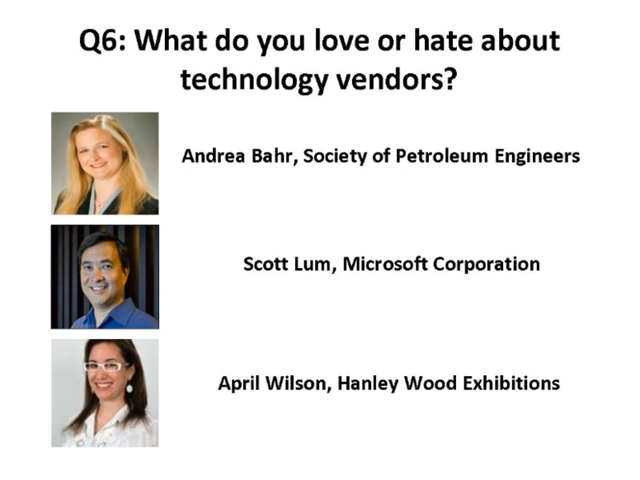 Q6: What do you love or hate about
technology vendors?
Andrea Bahr, Society of Petroleum Engineers
Scott Lum, Microsoft Corporation
April Wilson, Hanley Wood Exhibitions